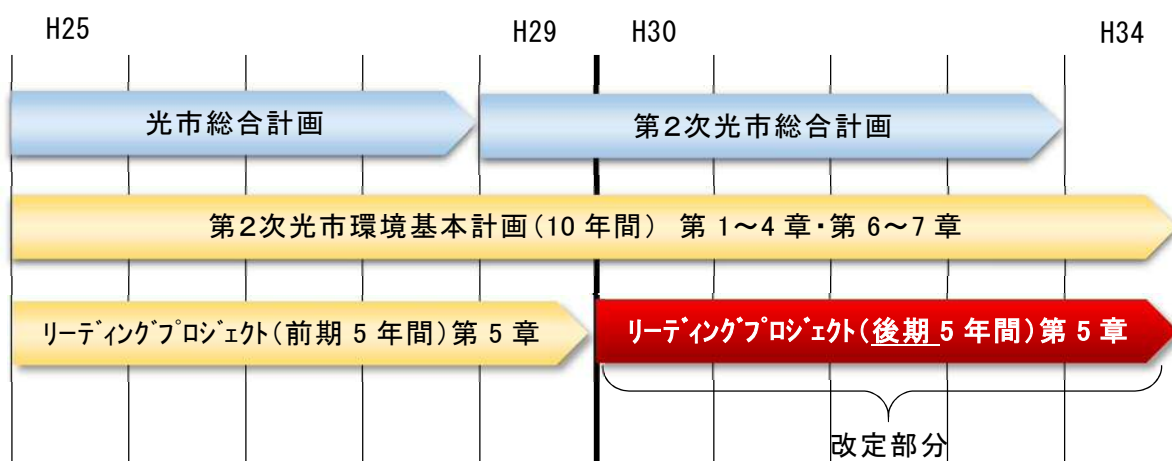 H25 H29 H30 H34
光市総合計画 第2次光市総合計画
第2次光市環境基本計画(10年間) 第1~4章・第6~7章
リーディングプロジェクト(前期5年間)第5章 リーディングプロジェクト(後期5年間)第5章
改定部分